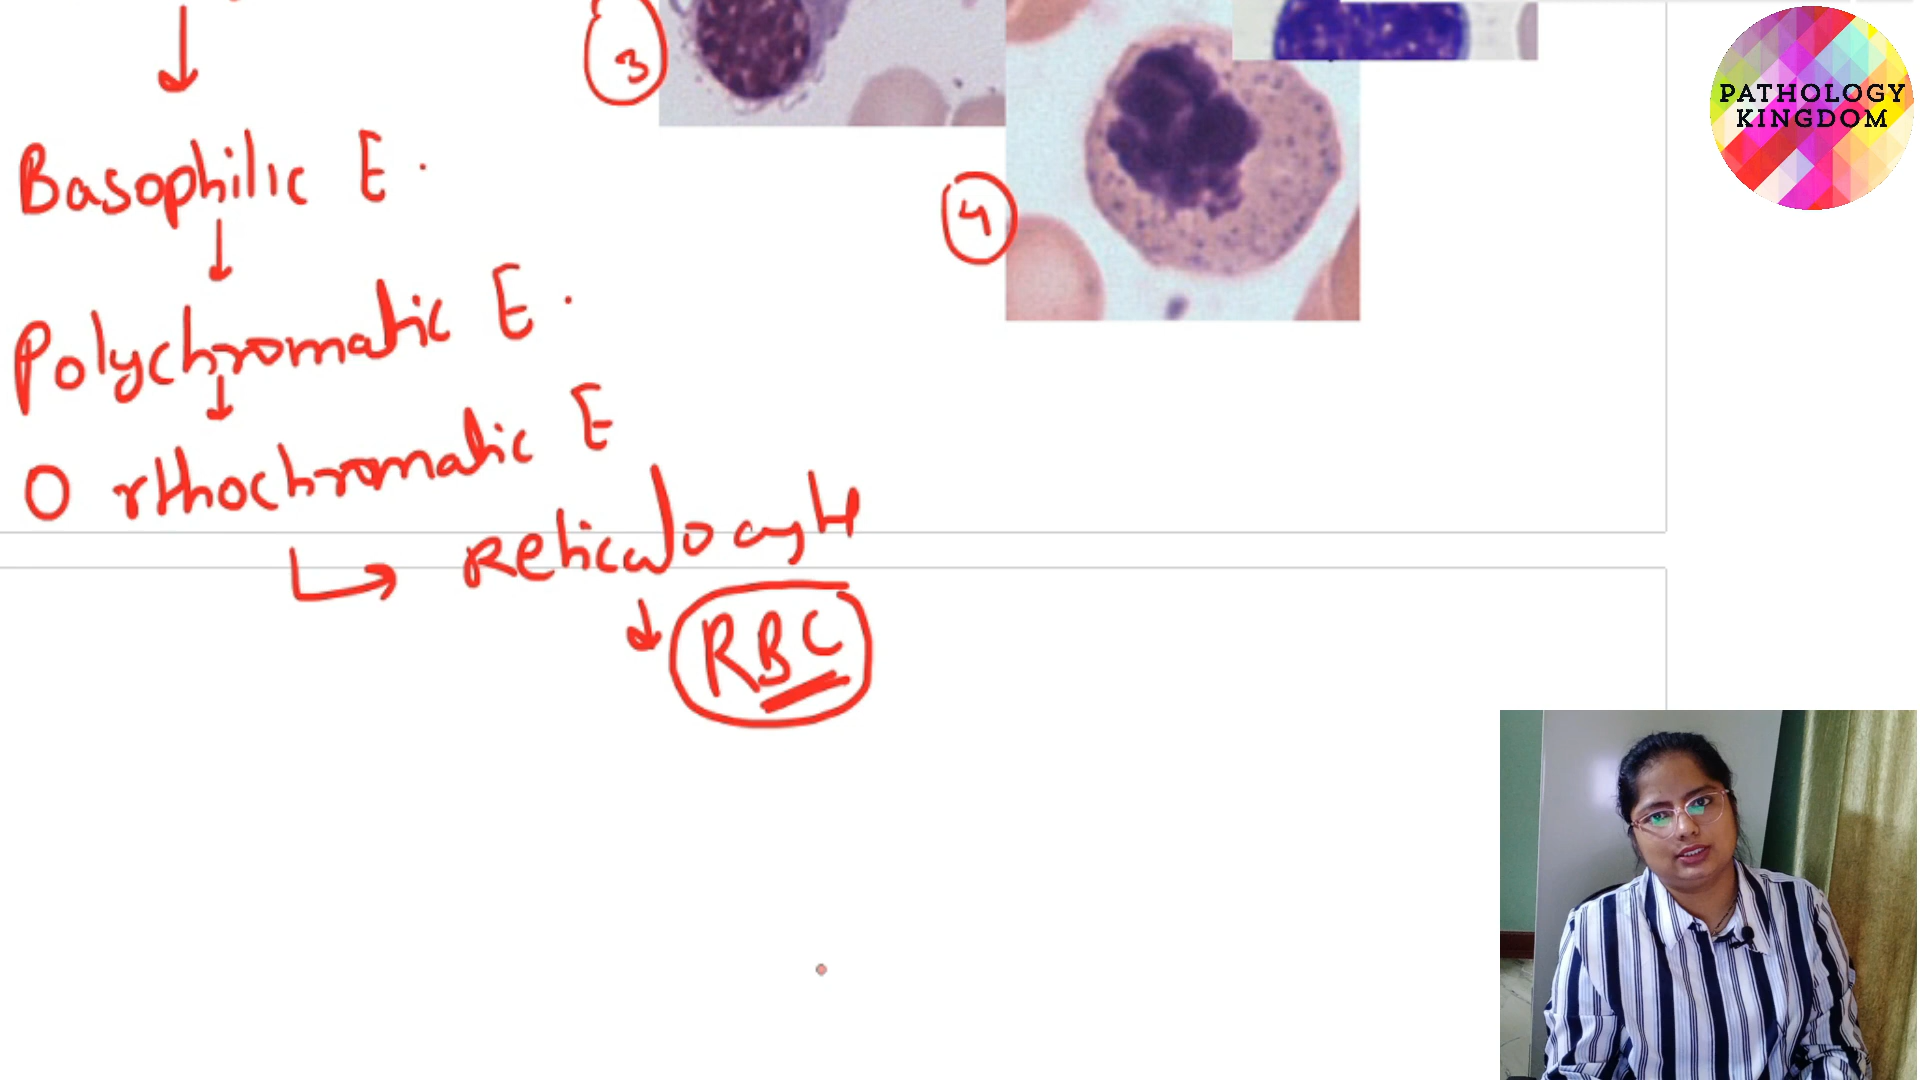 3
PATHOLOGY
KINGDOM
Basophilic E.
4
Polychromatic E.
Orthochromatic E
Reticulocyte
RBC